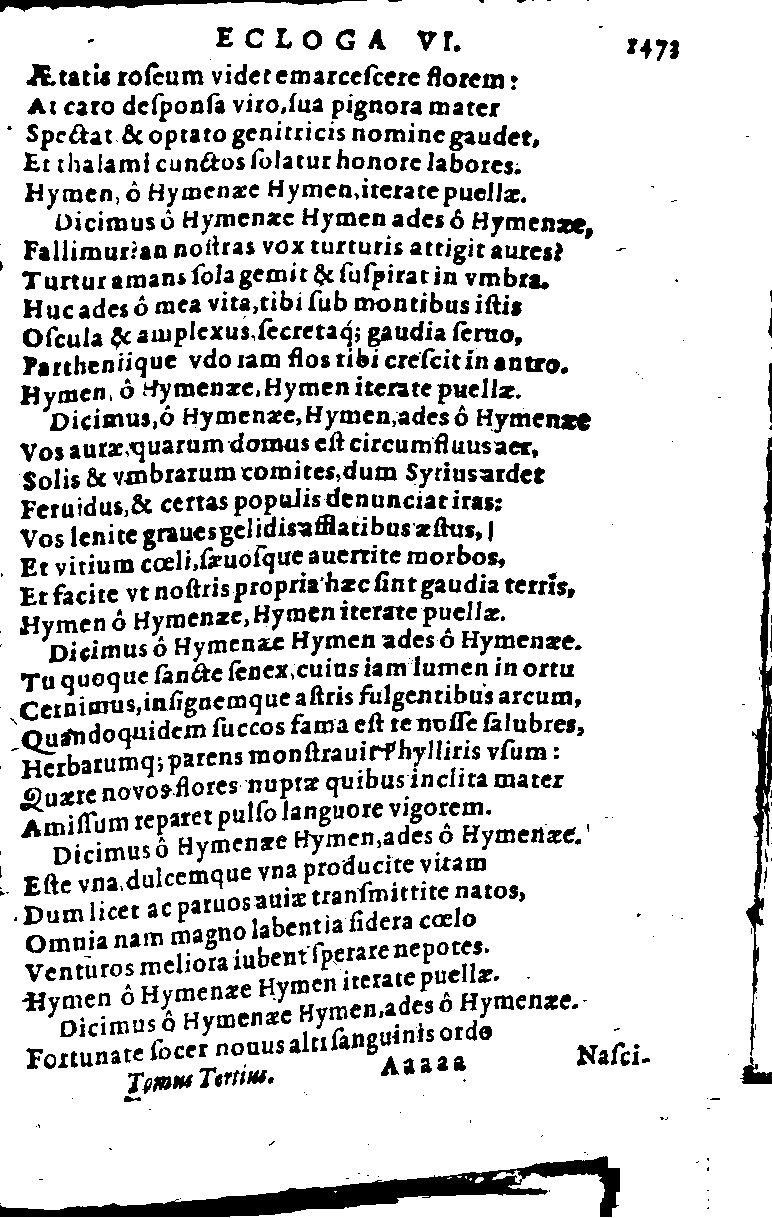 ECLOGA VI. 1473
Ætatis roſeum videt emarceſcere florem:
At caro deſponſa viro, ſua pignora mater
Spectat & optato genitricis nomine gaudet,
Et thalami cunctos ſolatur honore labores.
Hymen, ô Hymenæe Hymen, iterate puellæ.
Dicimus ô Hymenæe Hymen ades ô Hymenæe,
Fallimur? an noſtras vox turturis attigit aures?
Turtur amans ſola gemit & ſuſpirat in vmbra.
Huc ades ô mea vita, tibi ſub montibus iſtis
Oſcula & amplexus, ſecretaq; gaudia ſeruo,
Partheniique vdo iam flos tibi creſcit in antro.
Hymen, ô Hymenæe, Hymen iterate puellæ.
Dicimus, ô Hymenæe, Hymen, ades ô Hymenæe
Vos auræ, quarum domus eſt circumfluus aer,
Solis & vmbrarum comites, dum Syrius ardet
Feruidus, & certas populis denunciat iras:
Vos lenite graues gelidis afflatibus æſtus,
Et vitium cœli, ſæuoſque auertite morbos,
Et facite vt noſtris propria hæc ſint gaudia terris,
Hymen ô Hymenæe, Hymen iterate puellæ.
Dicimus ô Hymenæe Hymen ades ô Hymenæe.
Tu quoque ſancte ſenex, cuius iam lumen in ortu
Cernimus, inſignemque aſtris fulgentibus arcum,
Quandoquidem ſuccos fama eſt te noſſe ſalubres,
Herbarumq; parens monſtrauit Phylliris vſum:
Quære novos flores nuptæ quibus inclita mater
Amiſſum reparet pulſo languore vigorem.
Dicimus ô Hymenæe Hymen, ades ô Hymenæe.
Eſte vna, dulcemque vna producite vitam
Dum licet ac paruos auiæ tranſmittite natos,
Omnia nam magno labentia ſidera cœlo
Venturos meliora iubent ſperare nepotes.
Hymen ô Hymenæe Hymen iterate puellæ.
Dicimus ô Hymenæe Hymen, ades ô Hymenæe.
Fortunate ſocer nouus alti ſanguinis ordo
Tomus Tertius. Aaaaa Naſci-